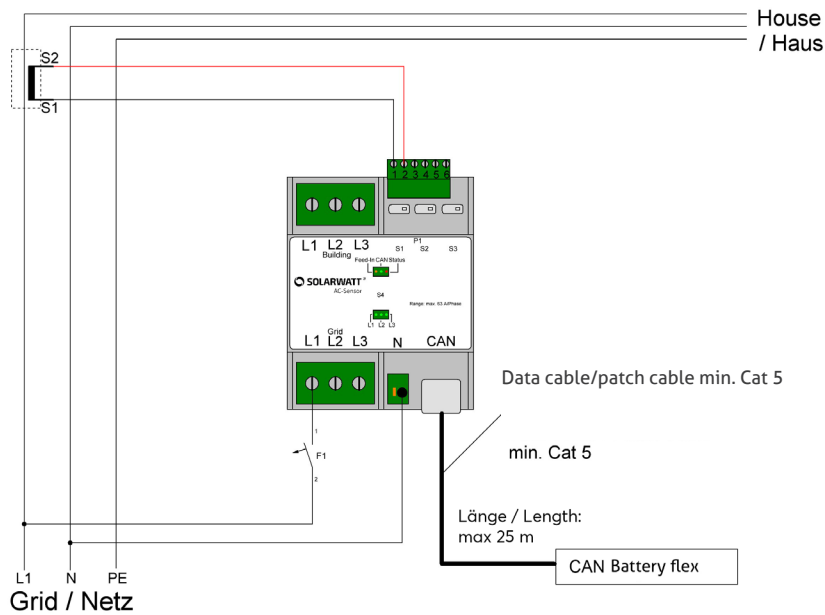 House
/ Haus
S2
S1
1 2 3 4 5 6
L1 L2 L3
Building
P1
S1 S2 S3
Feed-In CAN Status
SOLARWATT®
AC-Sensor
S4
Range: max. 63 A/Phase
L1 L2 L3
Grid
L1 L2 L3 N CAN
Data cable/patch cable min. Cat 5
1
F1
2
min. Cat 5
Länge / Length:
max 25 m
CAN Battery flex
L1 N PE
Grid / Netz